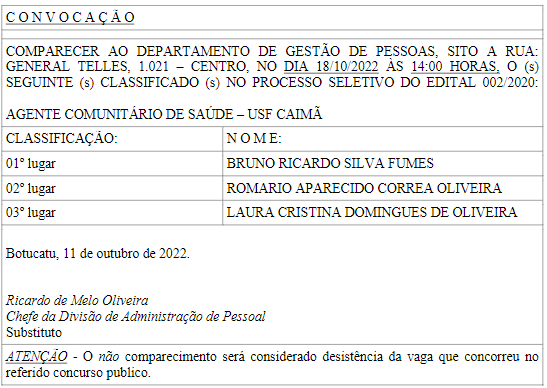 C O N V O C A Ç Ã O
COMPARECER AO DEPARTAMENTO DE GESTÃO DE PESSOAS, SITO A RUA:
GENERAL TELLES, 1.021 – CENTRO, NO DIA 18/10/2022 ÀS 14:00 HORAS, O (s)
SEGUINTE (s) CLASSIFICADO (s) NO PROCESSO SELETIVO DO EDITAL 002/2020:
AGENTE COMUNITÁRIO DE SAÚDE – USF CAIMÃ
CLASSIFICAÇÃO: N O M E:
01º lugar BRUNO RICARDO SILVA FUMES
02º lugar ROMARIO APARECIDO CORREA OLIVEIRA
03º lugar LAURA CRISTINA DOMINGUES DE OLIVEIRA
Botucatu, 11 de outubro de 2022.
Ricardo de Melo Oliveira
Chefe da Divisão de Administração de Pessoal
Substituto
ATENÇÃO - O não comparecimento será considerado desistência da vaga que concorreu no
referido concurso publico.